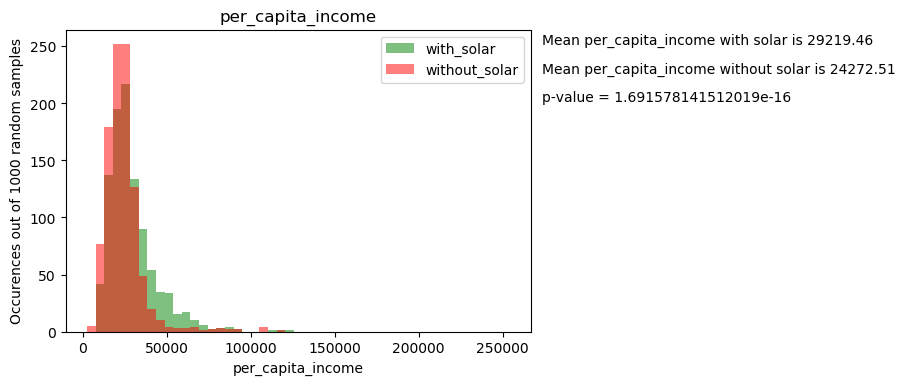 per_capita_income
Mean per_capita_income with solar is 29219.46
Mean per_capita_income without solar is 24272.51
p-value = 1.691578141512019e-16
with_solar
without_solar
Occurences out of 1000 random samples
250
200
150
100
50
0
0 50000 100000 150000 200000 250000
per_capita_income